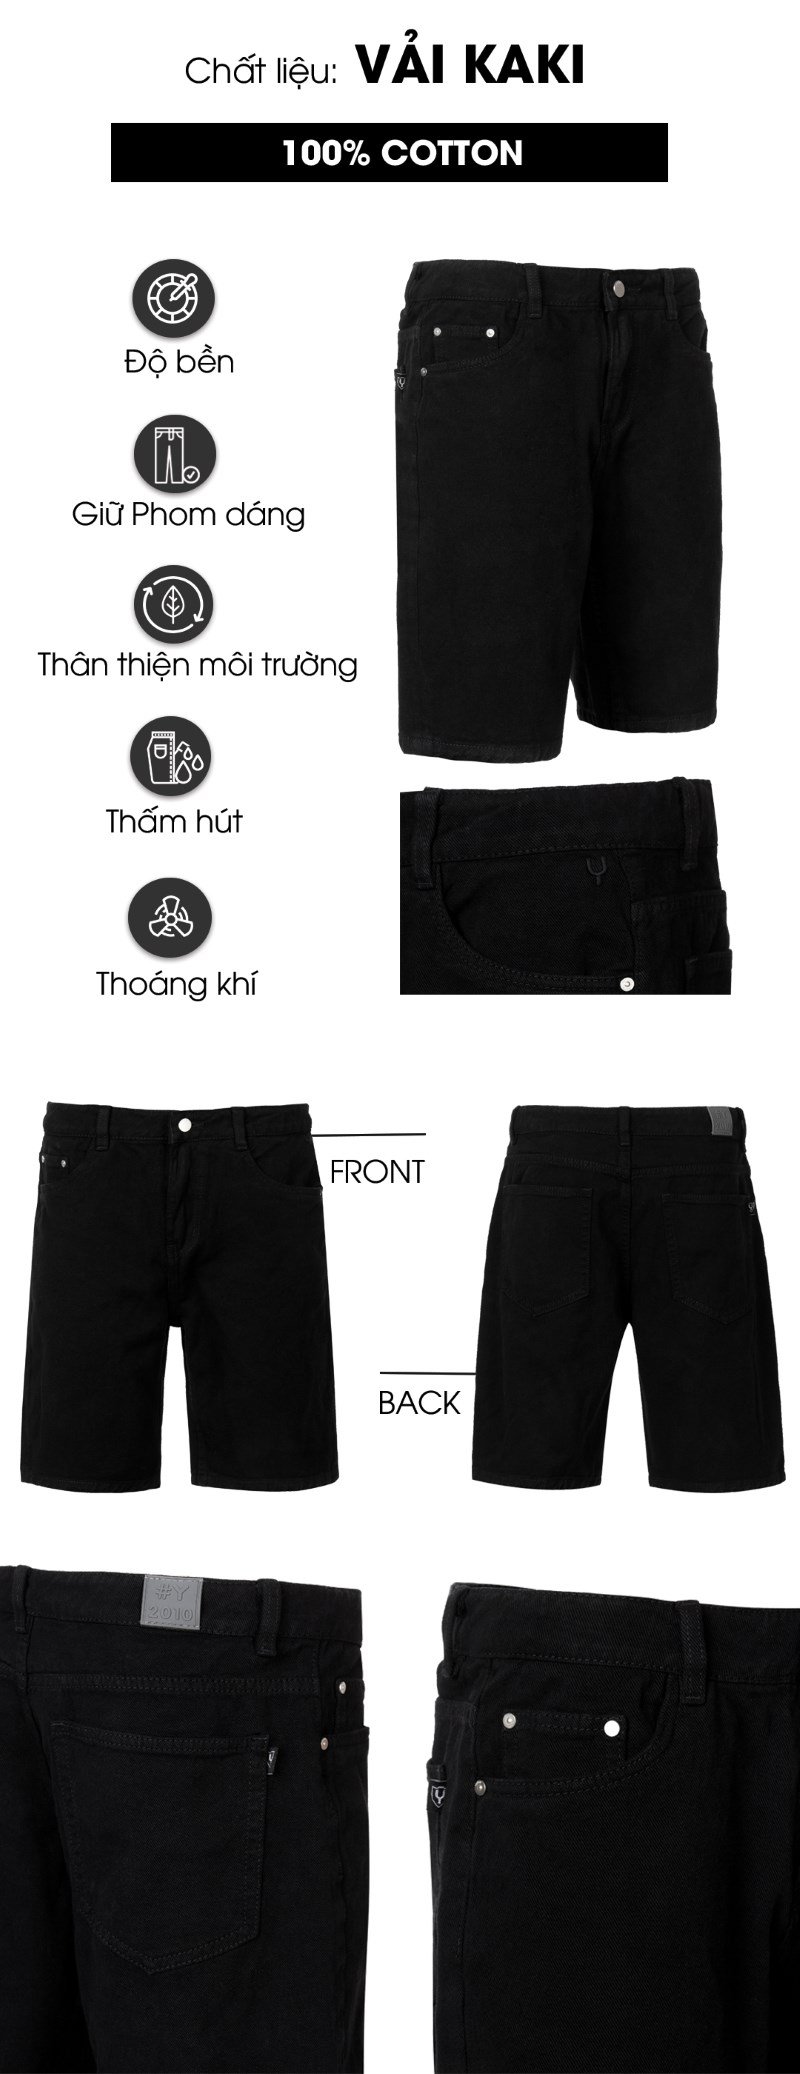 Chất liệu: VẢI KAKI
100% COTTON
Độ bền
Giữ Phom dáng
Thân thiện môi trường
Thấm hút
Thoáng khí
FRONT
BACK
#Y
2010